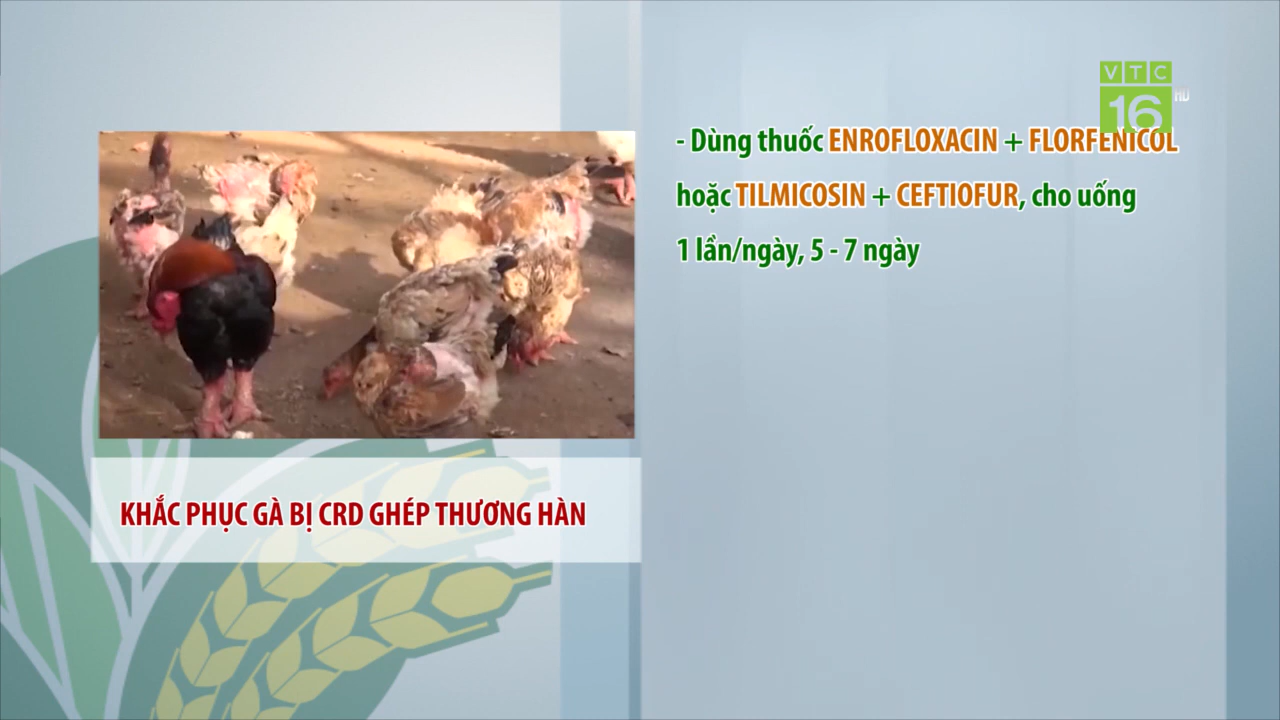 VTC
16 HD
- Dùng thuốc ENROFLOXACIN + FLORFENICOL
hoặc TILMICOSIN + CEFTIOFUR, cho uống
1 lần/ngày, 5 - 7 ngày
KHẮC PHỤC GÀ BỊ CRD GHÉP THƯƠNG HÀN